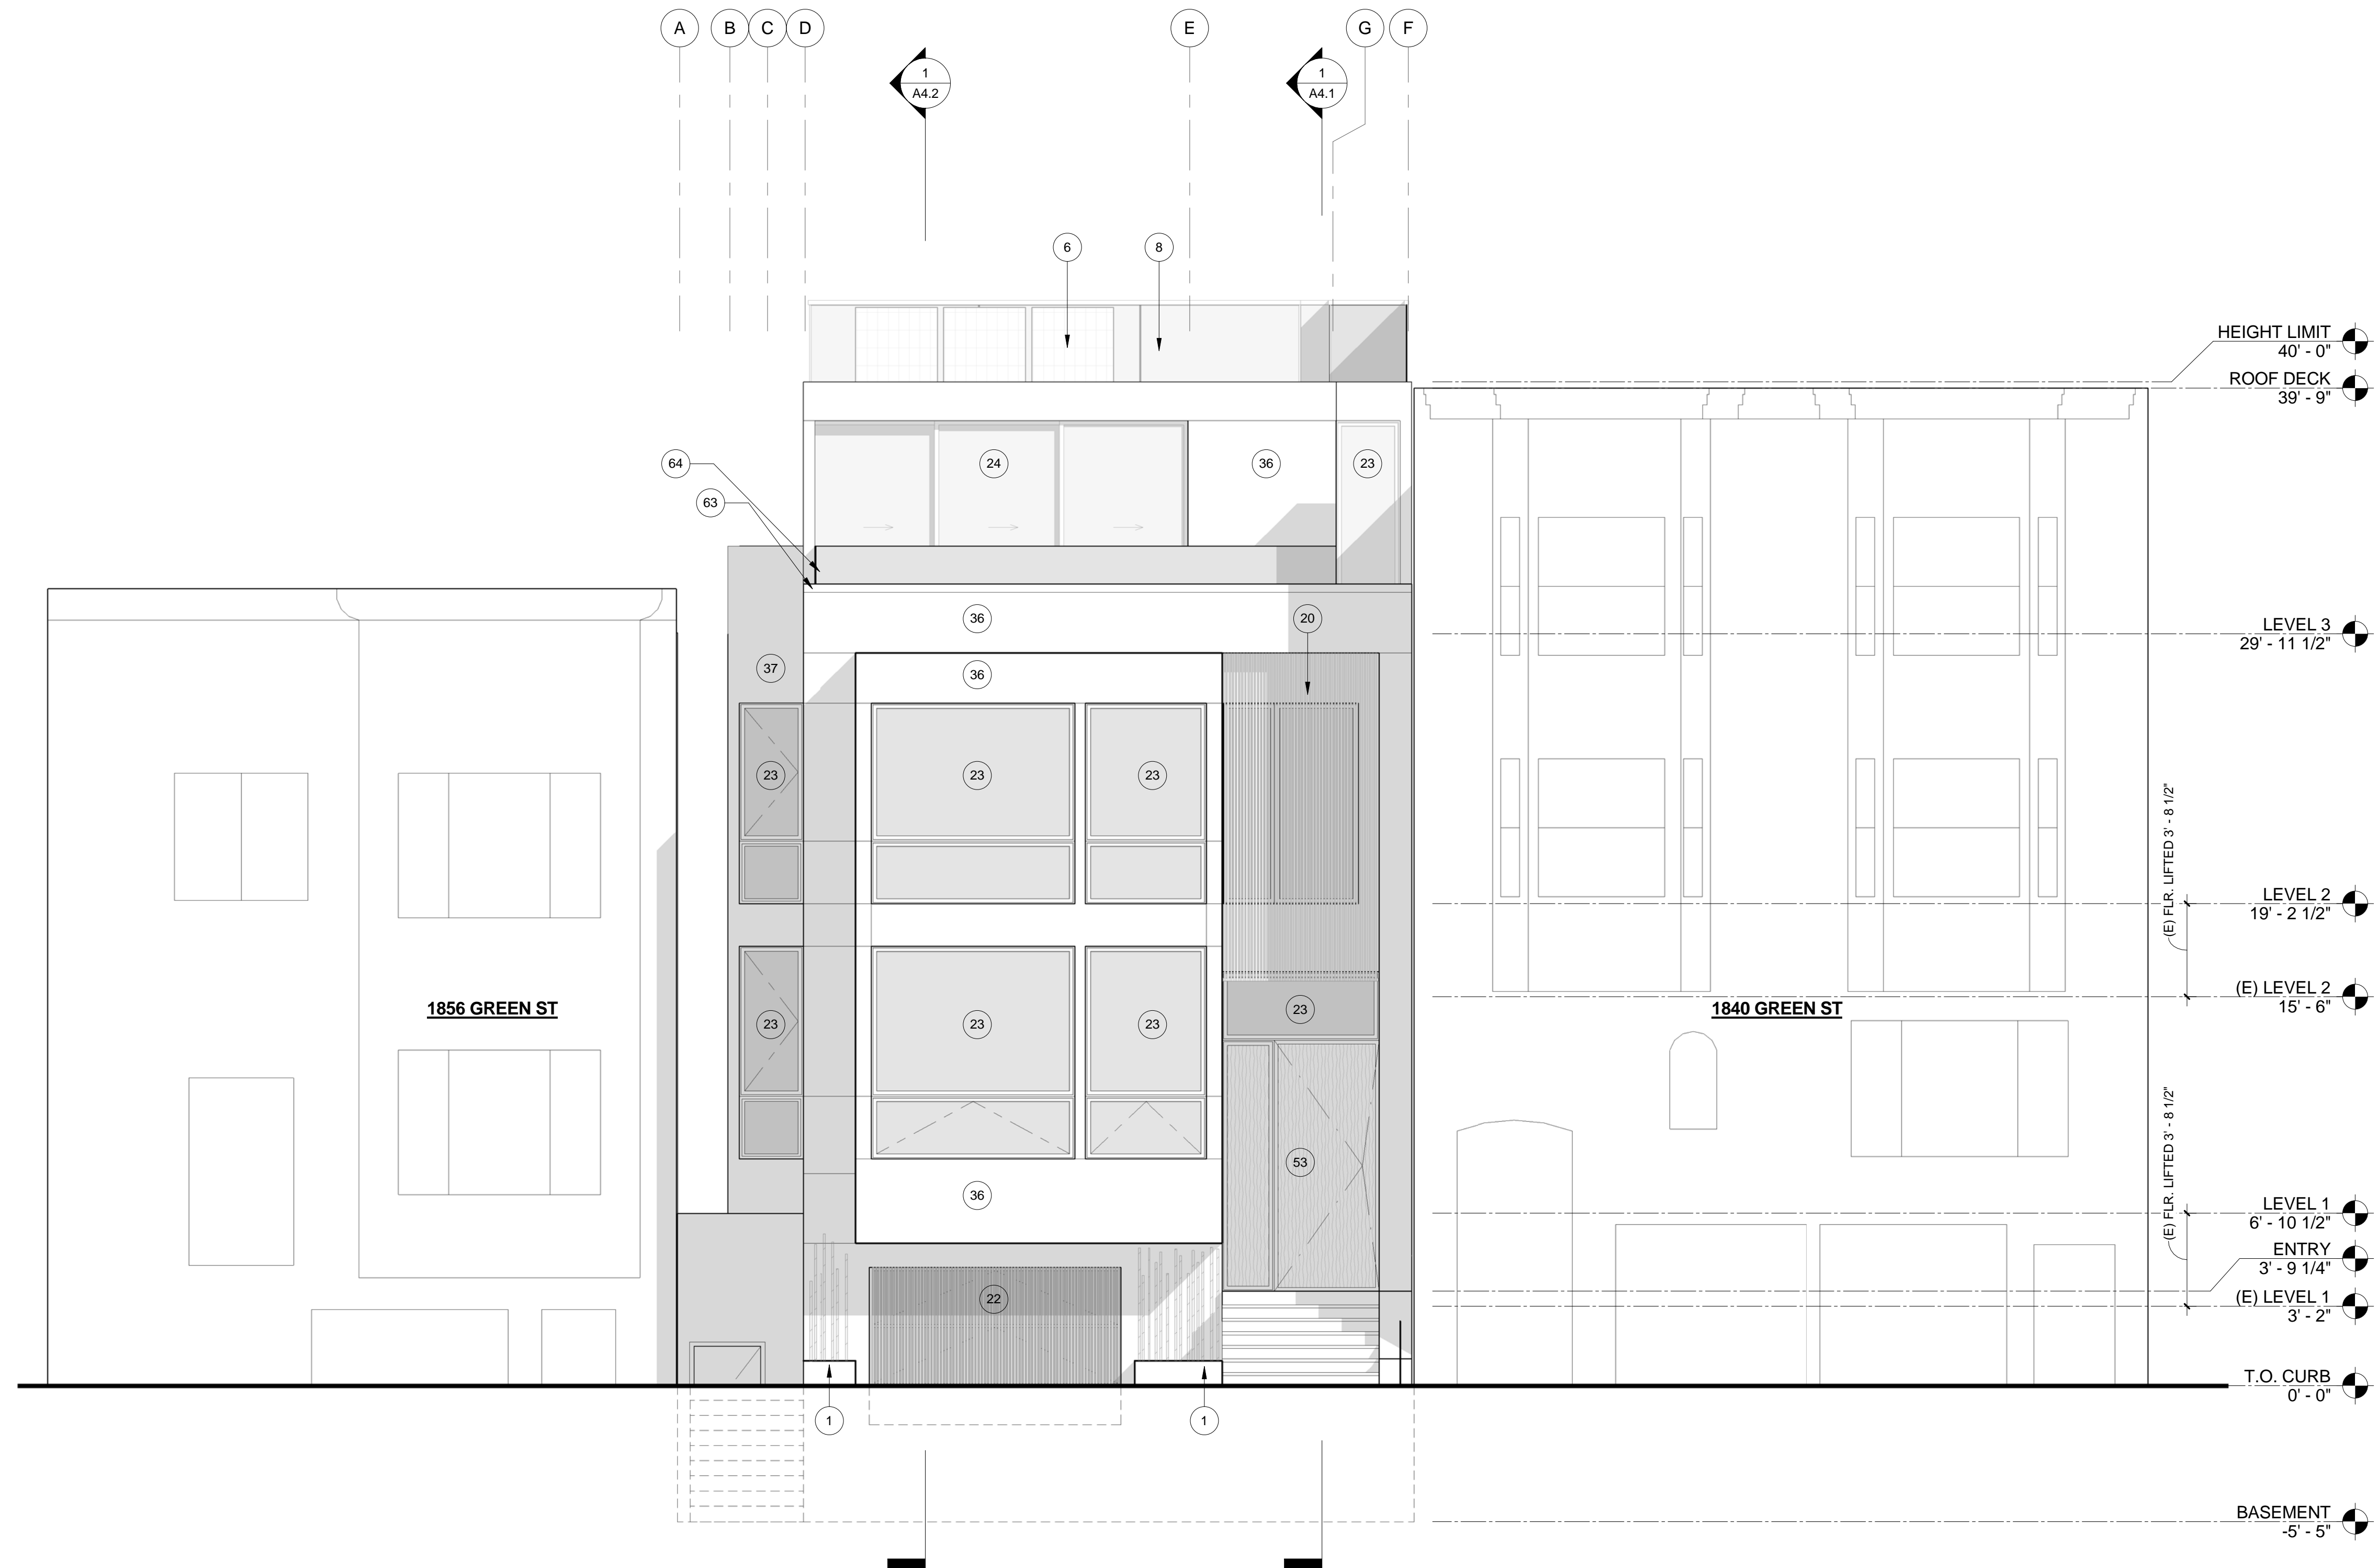 A B C D E G F
1
A4.2
1
A4.1
6 8
HEIGHT LIMIT
40' - 0"
ROOF DECK
39' - 9"
64 24 36 23
63
36 20
LEVEL 3
29' - 11 1/2"
37 36
23 23 23
(E) FLR. LIFTED 3' - 8 1/2"
LEVEL 2
19' - 2 1/2"
(E) LEVEL 2
15' - 6"
1856 GREEN ST
23 23 23 23
1840 GREEN ST
53
36
(E) FLR. LIFTED 3' - 8 1/2"
LEVEL 1
6' - 10 1/2"
ENTRY
3' - 9 1/4"
22
(E) LEVEL 1
3' - 2"
T.O. CURB
0' - 0"
1 1
BASEMENT
-5' - 5"